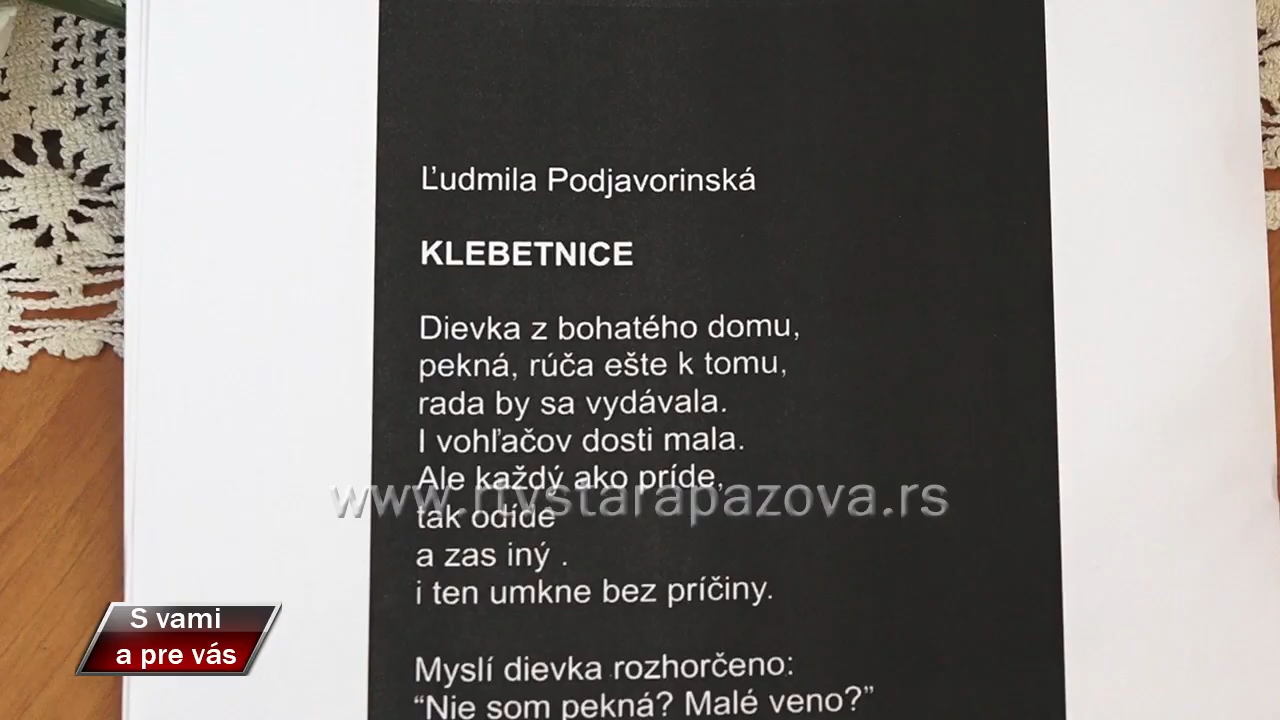 Ľudmila Podjavorinská
KLEBETNICE
Dievka z bohatého domu,
pekná, rúča ešte k tomu,
rada by sa vydávala.
I vohľačov dosti mala.
Ale každý ako príde,
tak odíde
www.rtvstarapazova.rs
a zas iný .
i ten umkne bez príčiny.
Myslí dievka rozhorčeno:
“Nie som pekná? Malé veno?”
S vami
a pre vás